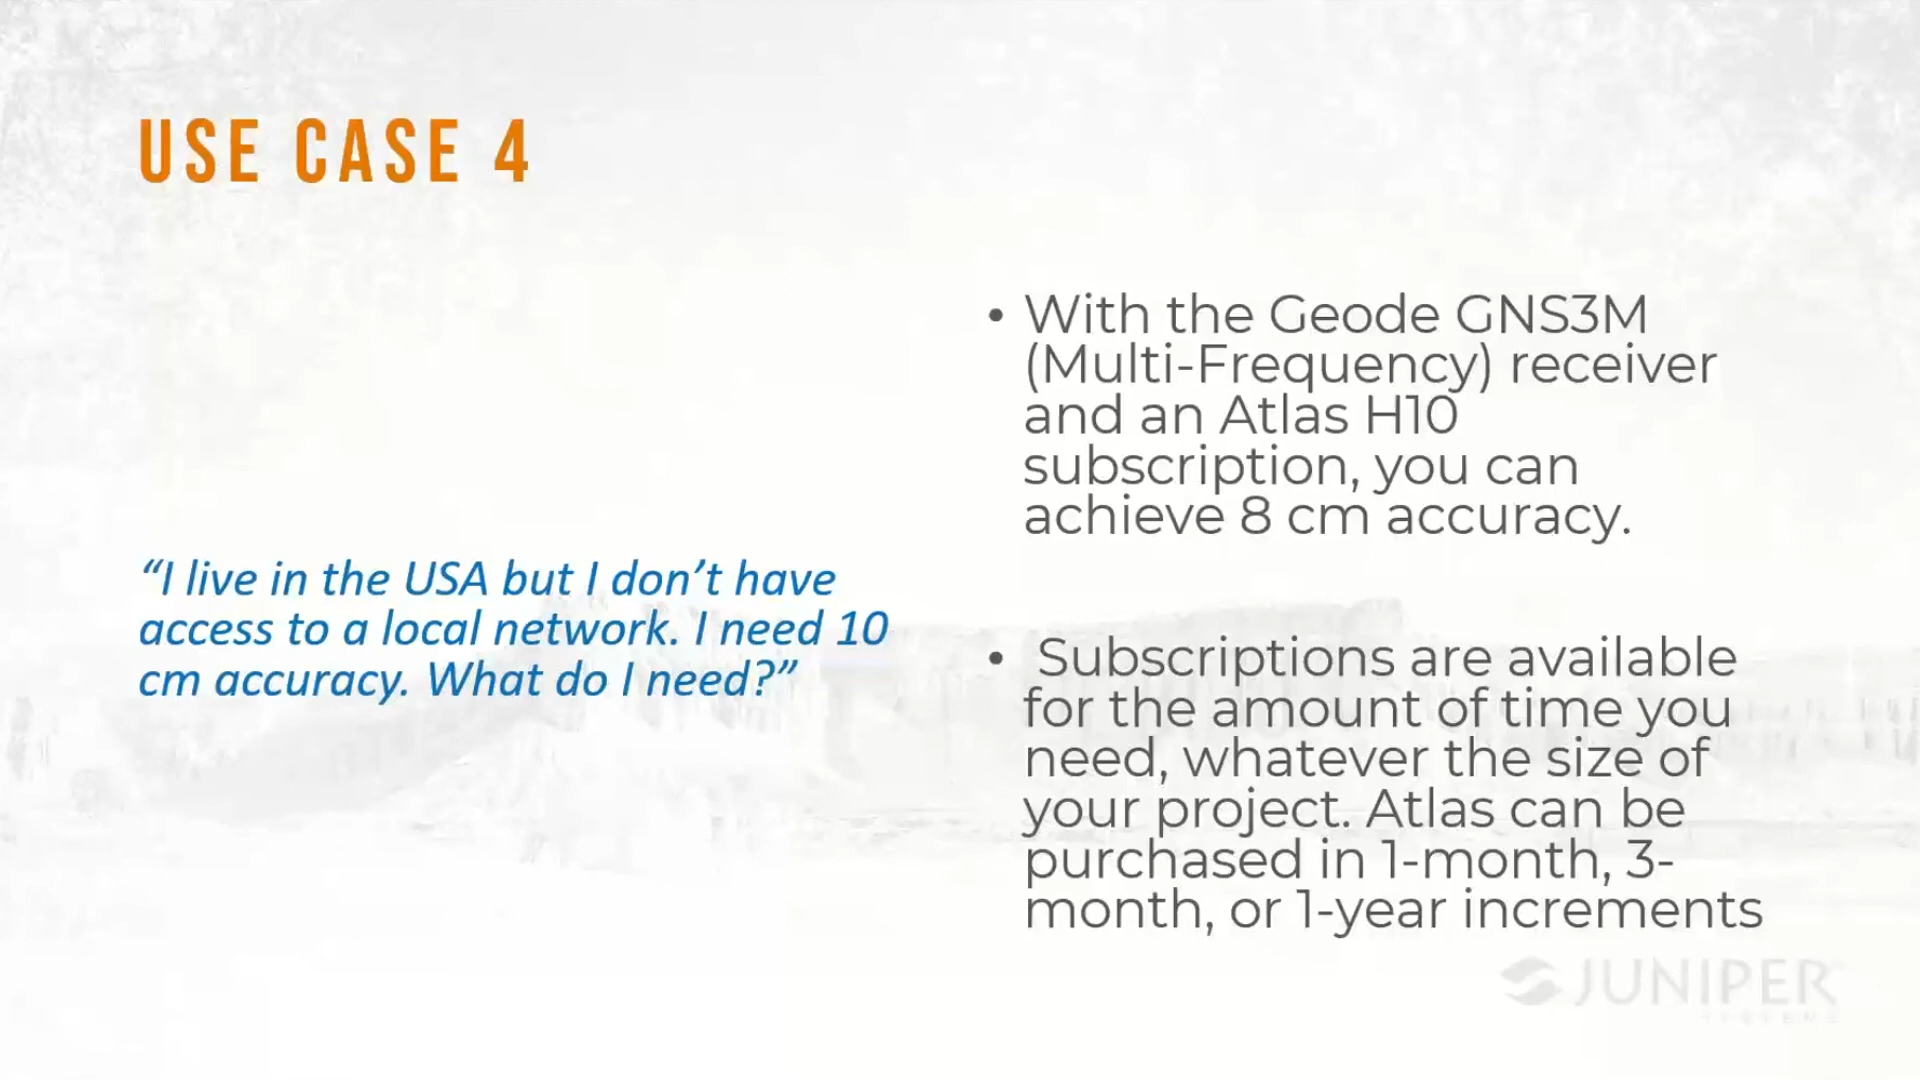 USE CASE 4
“I live in the USA but I don’t have
access to a local network. I need 10
cm accuracy. What do I need?”
• With the Geode GNS3M
(Multi-Frequency) receiver
and an Atlas H10
subscription, you can
achieve 8 cm accuracy.
• Subscriptions are available
for the amount of time you
need, whatever the size of
your project. Atlas can be
purchased in 1-month, 3-
month, or 1-year increments
JUNIPER
SYSTEMS